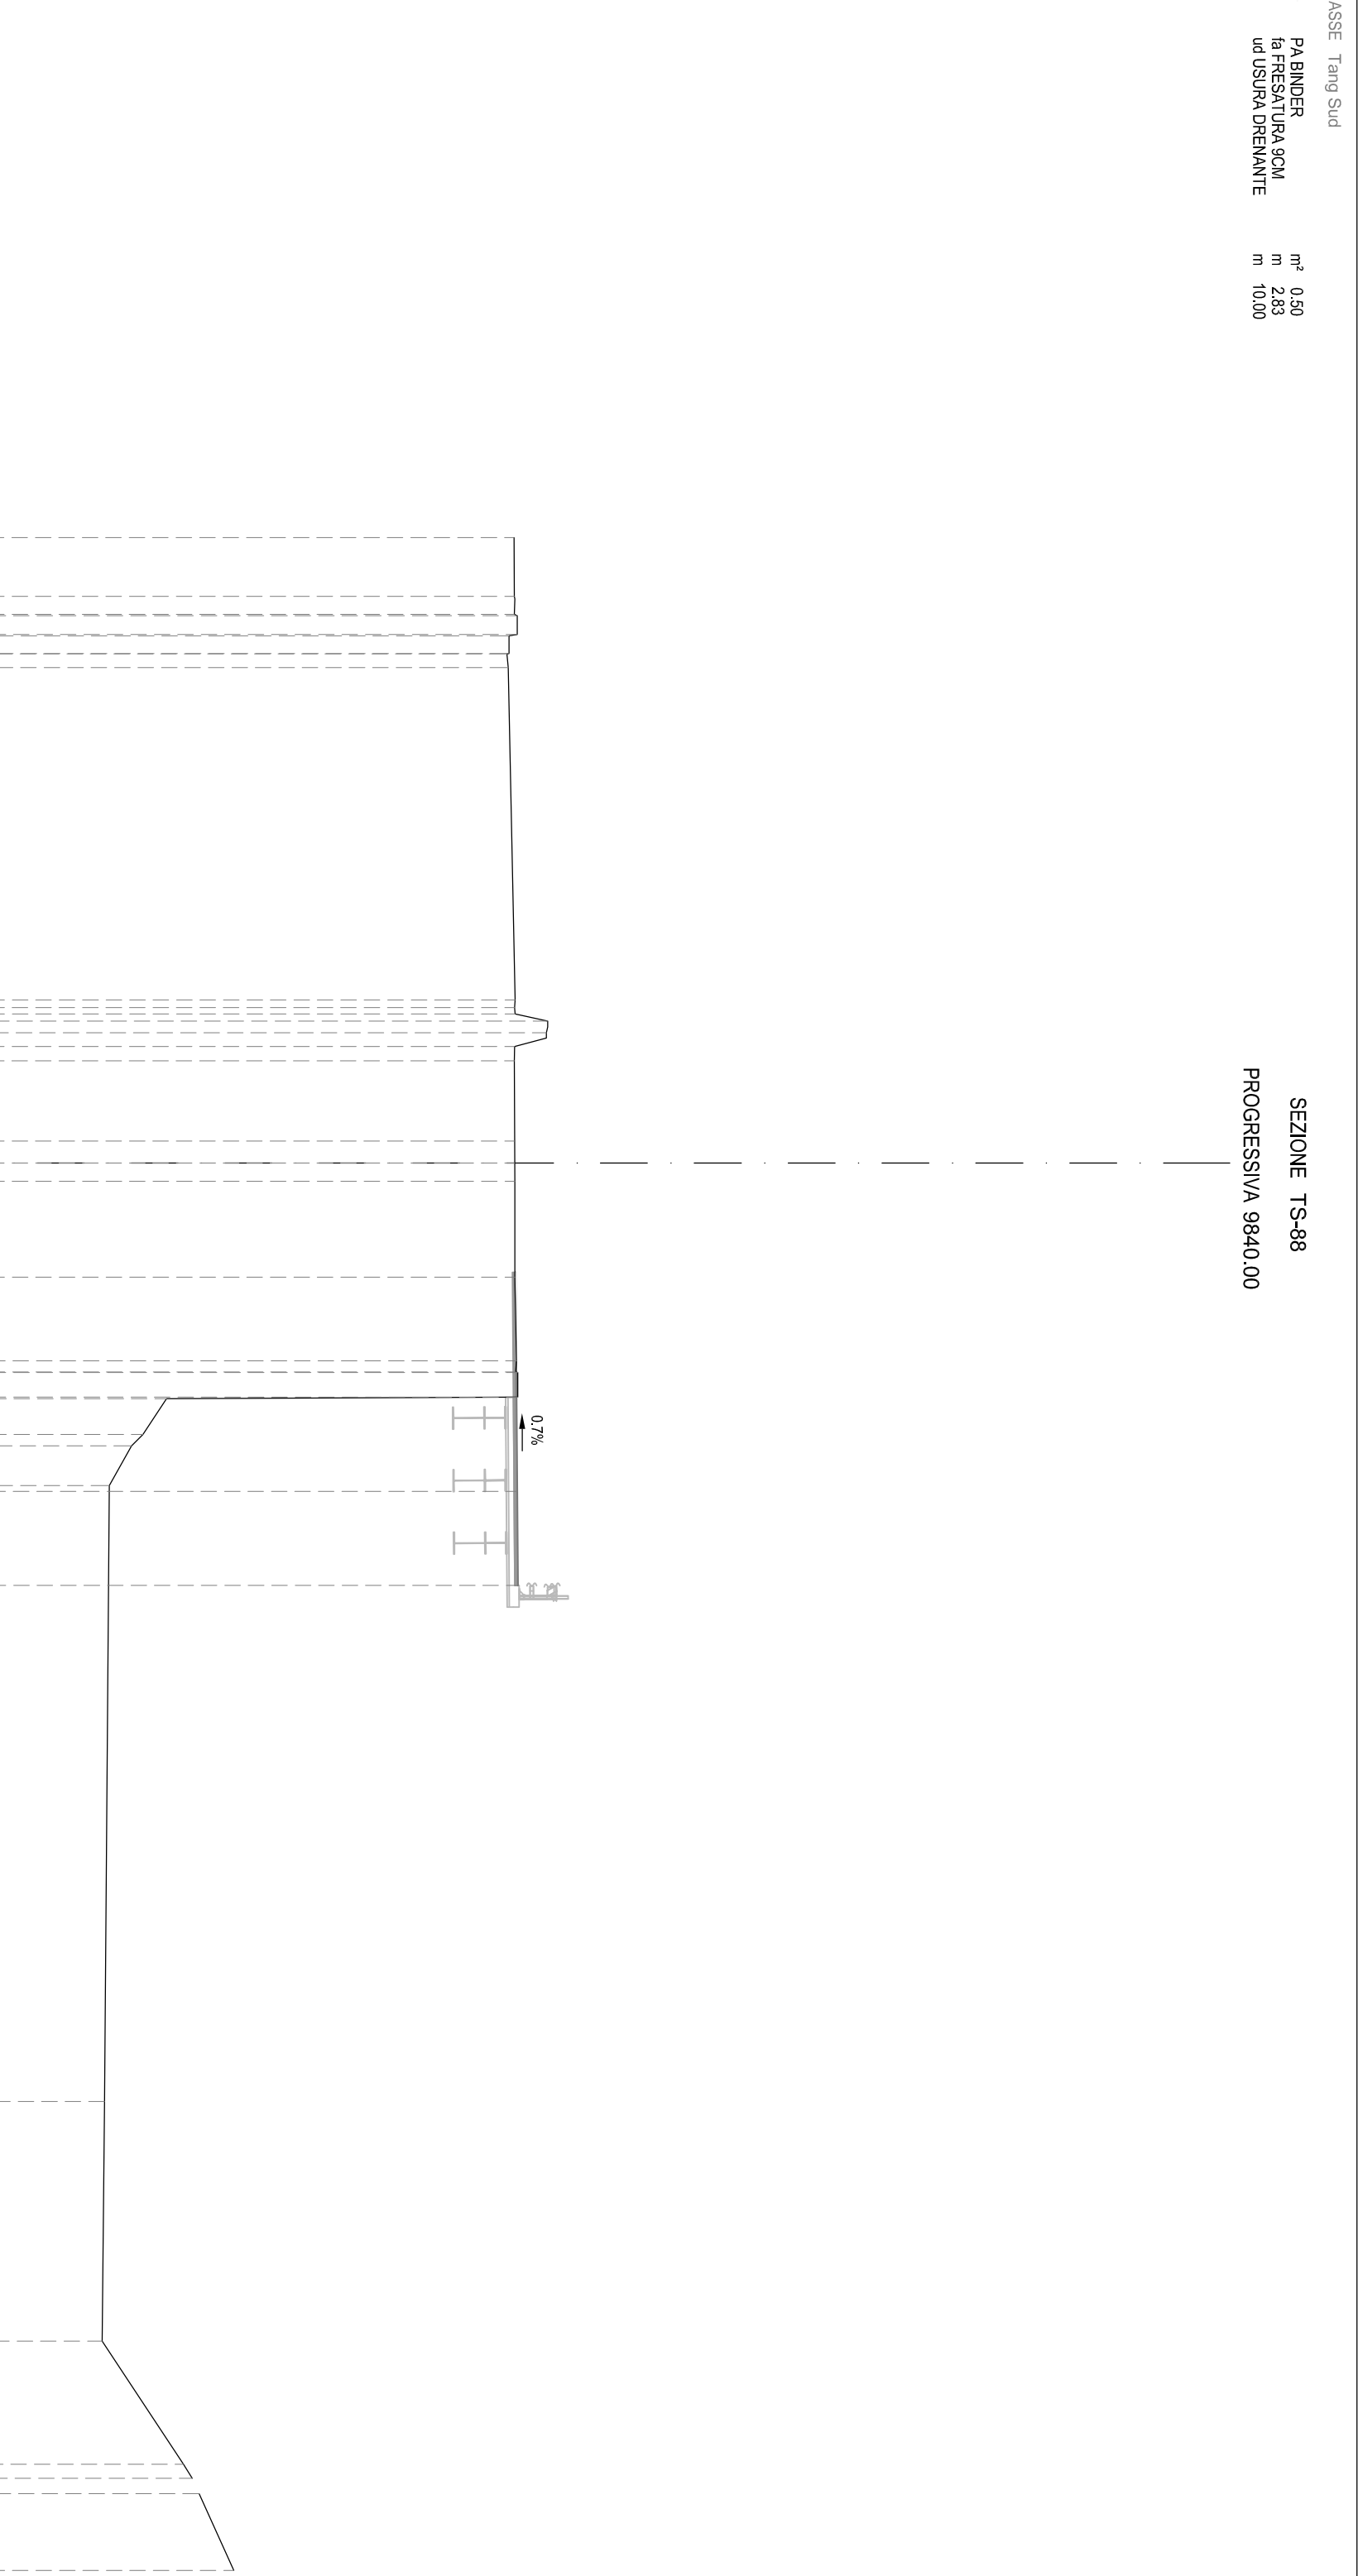 ASSE Tang Sud
SEZIONE TS-88
PROGRESSIVA 9840.00
PA BINDER m² 0.50
fa FRESATURA 9CM m 2.83
ud USURA DRENANTE m 10.00
0.7%